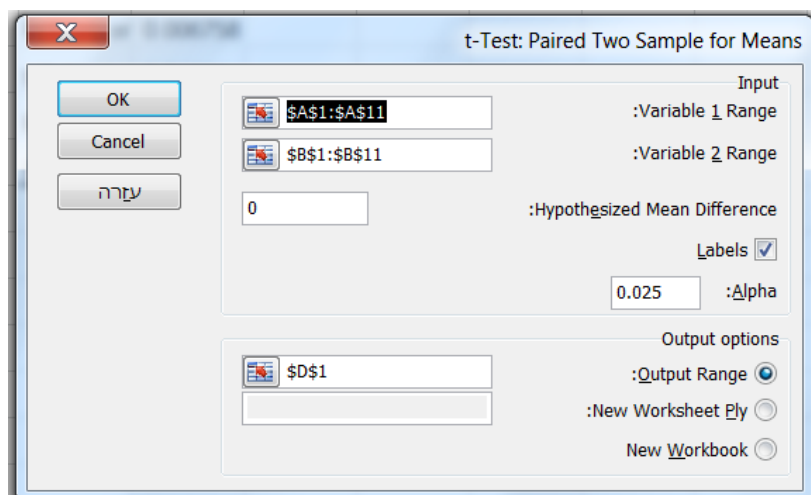 t-Test: Paired Two Sample for Means
Input
:Variable 1 Range
$A$1:$A$11
:Variable 2 Range
$B$1:$B$11
:Hypothesized Mean Difference
0
Labels
:Alpha
0.025
Output options
:Output Range
$D$1
:New Worksheet Ply
New Workbook
OK
Cancel
עזרה